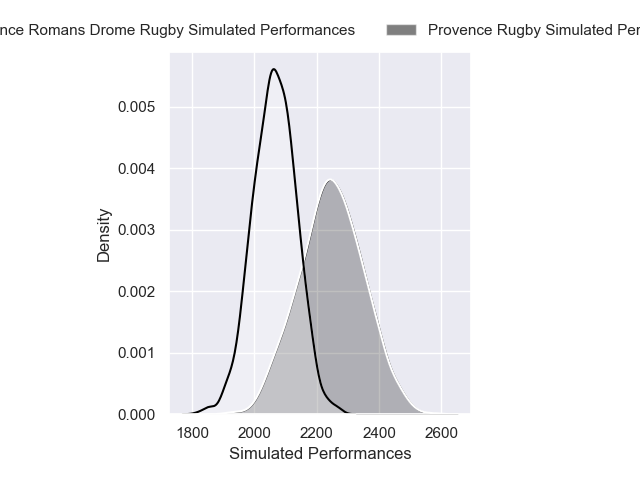 nce Romans Drome Rugby Simulated Performances Provence Rugby Simulated Per
0.005
0.004
0.003
0.002
0.001
0.000
Density
1800 2000 2200 2400 2600
Simulated Performances